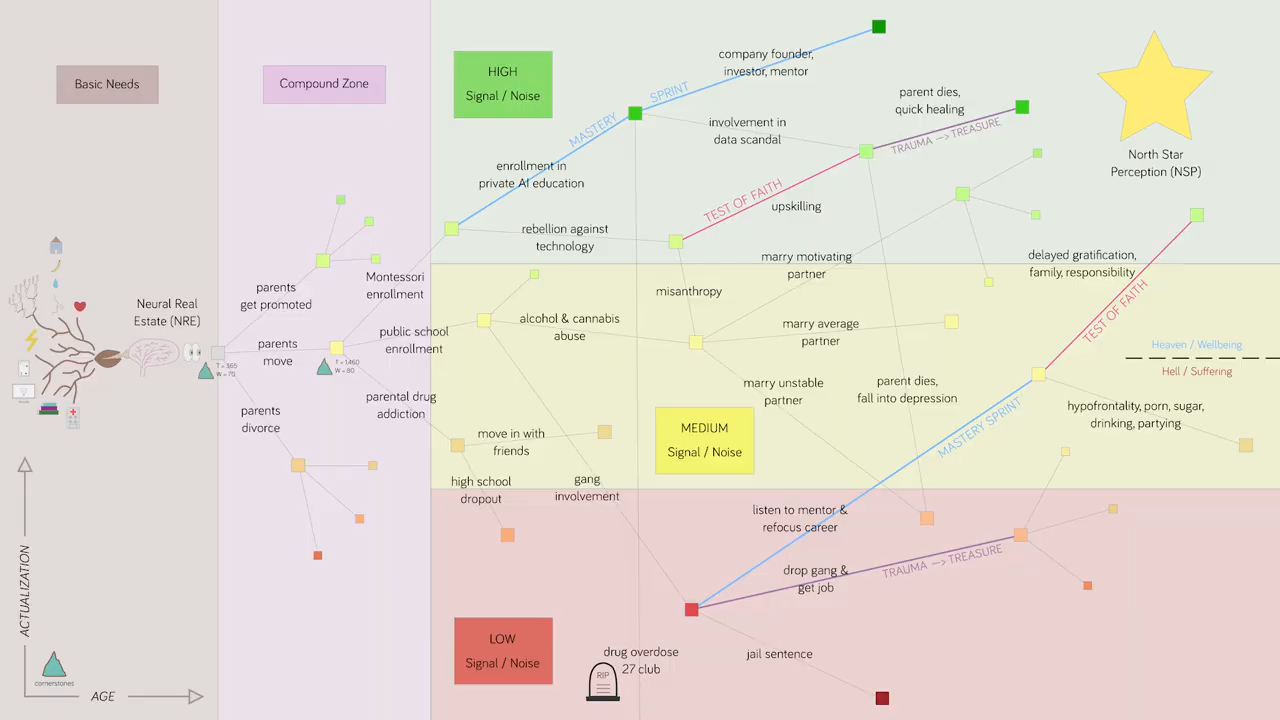 Basic Needs
Compound Zone
HIGH
Signal / Noise
company founder,
investor, mentor
SPRINT
MASTERY
parent dies,
quick healing
involvement in
data scandal
TRAUMA —> TREASURE
North Star
Perception (NSP)
enrollment in
private AI education
TEST OF FAITH
upskilling
rebellion against
technology
marry motivating
partner
delayed gratification,
family, responsibility
Montessori
enrollment
parents
get promoted
misanthropy
Neural Real
Estate (NRE)
alcohol & cannabis
abuse
marry average
partner
TEST OF FAITH
public school
enrollment
parents
move
Heaven / Wellbeing
Hell / Suffering
T = 365
W = 70
T = 1,460
W = 80
marry unstable
partner
parent dies,
fall into depression
parental drug
addiction
parents
divorce
hypofrontality, porn, sugar,
drinking, partying
MASTERY SPRINT
MEDIUM
Signal / Noise
move in with
friends
high school
dropout
gang
involvement
listen to mentor &
refocus career
TRAUMA —> TREASURE
drop gang &
get job
ACTUALIZATION
LOW
Signal / Noise
drug overdose
27 club
jail sentence
RIP
cornerstones
AGE